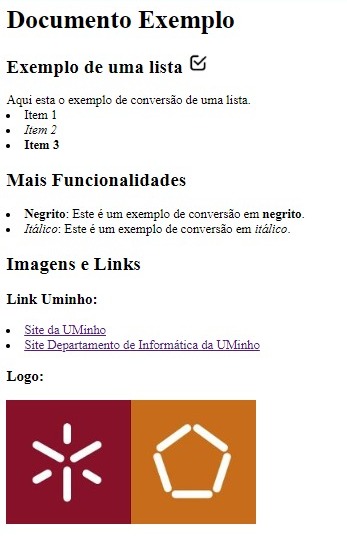 Documento Exemplo
Exemplo de uma lista
Aqui esta o exemplo de conversão de uma lista.
Item 1
Item 2
Item 3
Mais Funcionalidades
Negrito: Este é um exemplo de conversão em negrito.
Itálico: Este é um exemplo de conversão em itálico.
Imagens e Links
Link Uminho:
Site da UMinho
Site Departamento de Informática da UMinho
Logo: